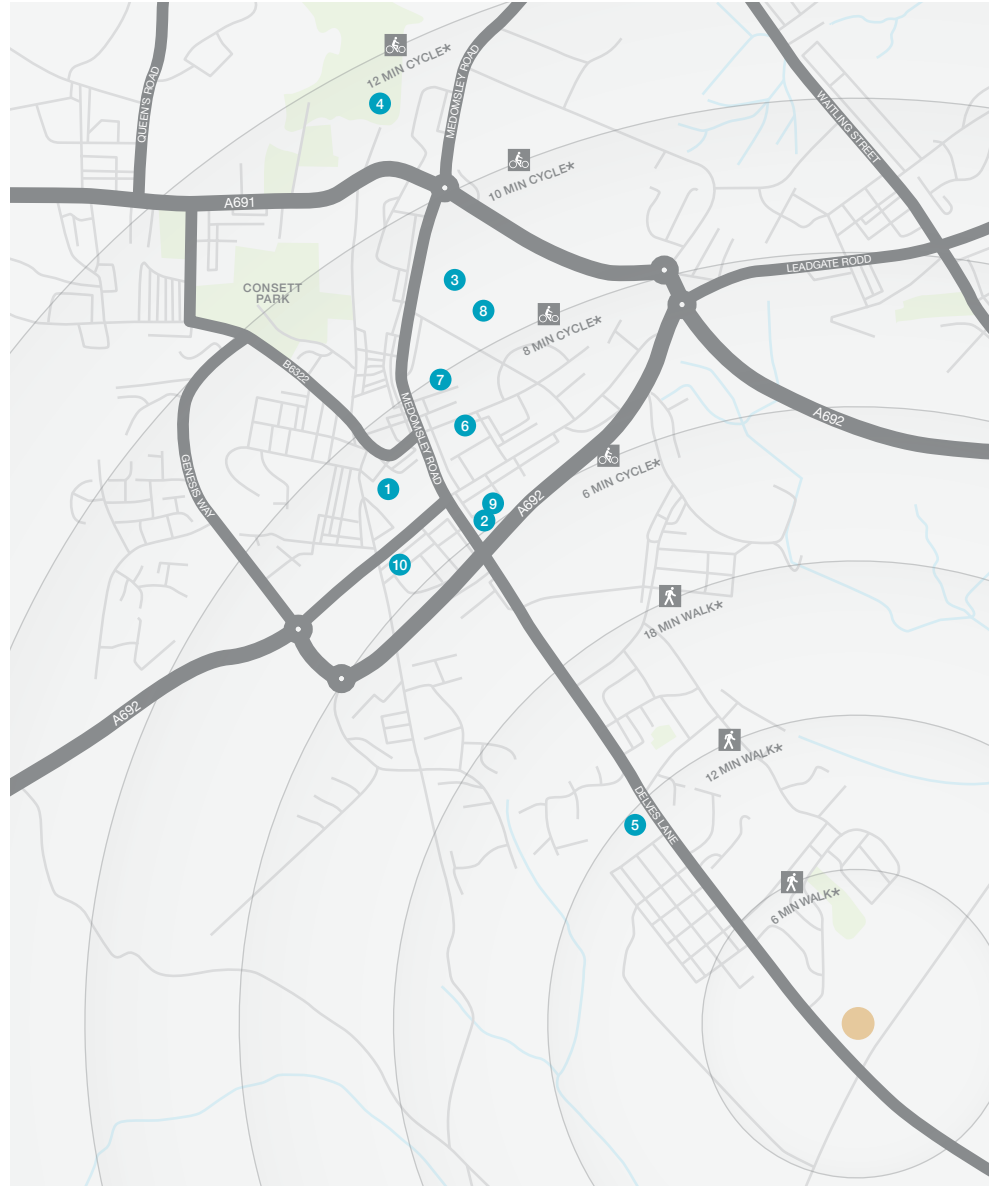 12 MIN CYCLE*
4
QUEEN'S ROAD
MEDOMSLEY ROAD
WAITLING STREET
10 MIN CYCLE*
A691
LEADGATE RODD
3
CONSETT
PARK
8
8 MIN CYCLE*
B6322
7
MEDOMSLEY ROAD
6
A692
6 MIN CYCLE*
GENESIS WAY
1
9
2
A692
10
18 MIN WALK*
A692
12 MIN WALK*
5
DELVES LANE
6 MIN WALK*